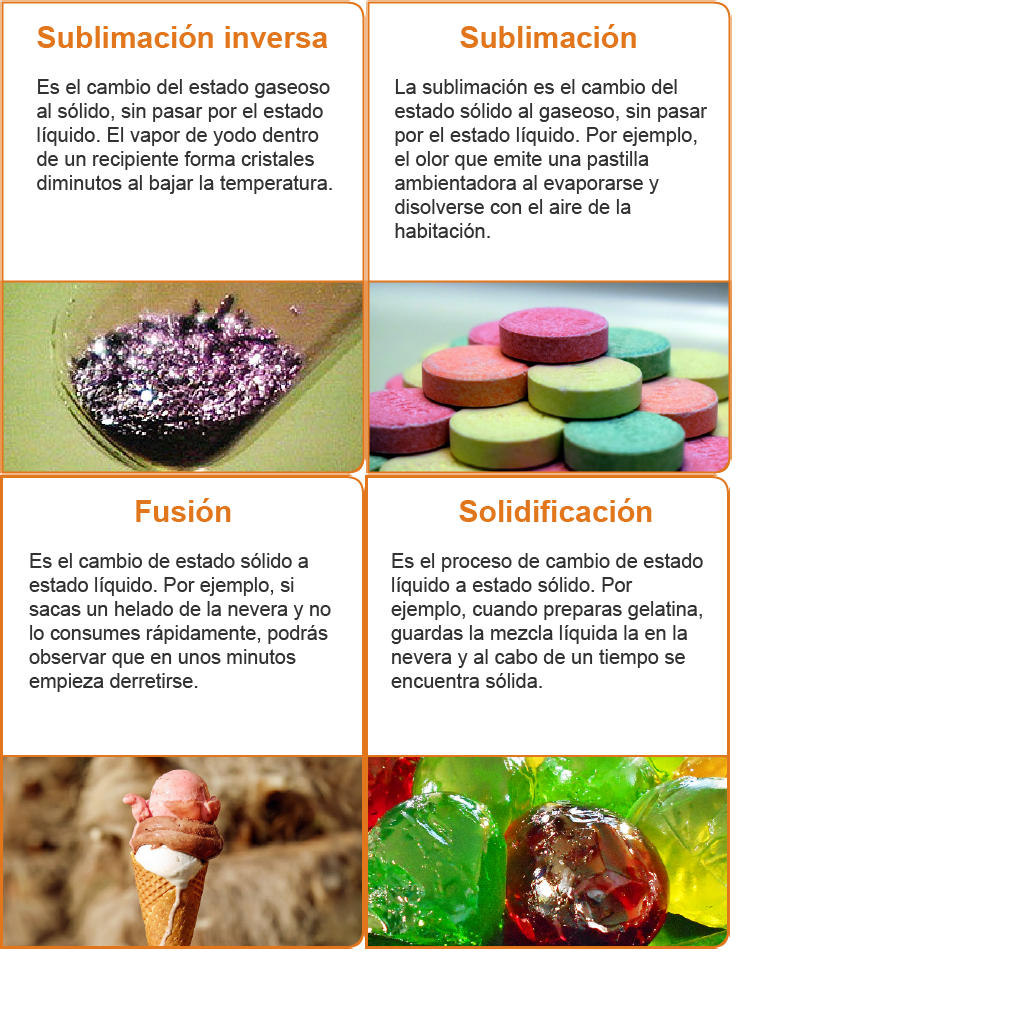 Sublimación inversa
Es el cambio del estado gaseoso
al sólido, sin pasar por el estado
líquido. El vapor de yodo dentro
de un recipiente forma cristales
diminutos al bajar la temperatura.
Sublimación
La sublimación es el cambio del
estado sólido al gaseoso, sin pasar
por el estado líquido. Por ejemplo,
el olor que emite una pastilla
ambientadora al evaporarse y
disolverse con el aire de la
habitación.
Fusión
Es el cambio de estado sólido a
estado líquido. Por ejemplo, si
sacas un helado de la nevera y no
lo consumes rápidamente, podrás
observar que en unos minutos
empieza derretirse.
Solidificación
Es el proceso de cambio de estado
líquido a estado sólido. Por
ejemplo, cuando preparas gelatina,
guardas la mezcla líquida la en la
nevera y al cabo de un tiempo se
encuentra sólida.